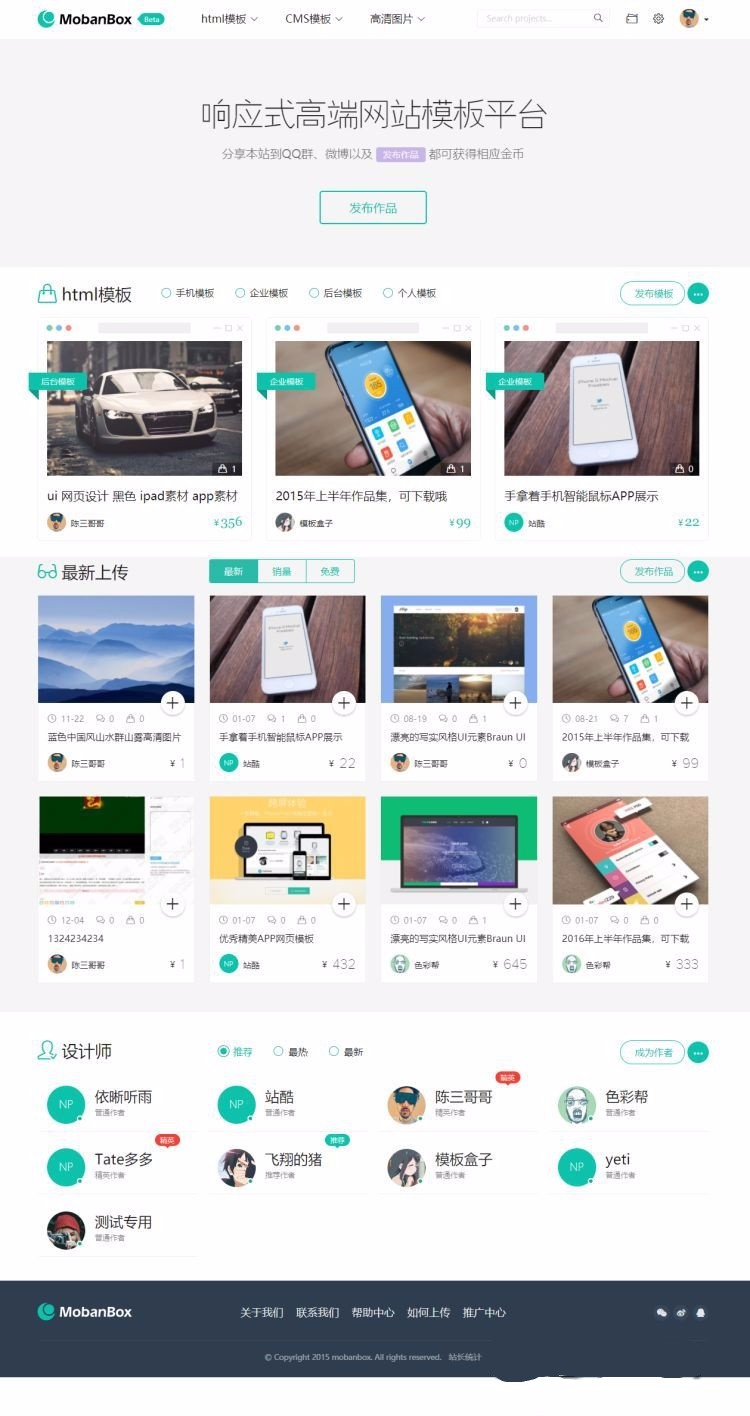 MobanBox Beta html模板 CMS模板 高清图片 Search projects...
响应式高端网站模板平台
分享本站到QQ群、微博以及 发布作品 都可获得相应金币
发布作品
html模板 手机模板 企业模板 后台模板 个人模板 发布模板
后台模板 企业模板 企业模板
1 1 0
ui 网页设计 黑色 ipad素材 app素材 2015年上半年作品集，可下载哦 手拿着手机智能鼠标APP展示
陈三哥哥 ¥356 模板盒子 ¥99 NP 站酷 ¥22
最新上传 最新 销量 免费 发布作品
11-22 0 0 01-07 1 0 08-19 0 0 08-21 7 1
蓝色中国风山水群山雾高清图片 手拿着手机智能鼠标APP展示 漂亮的写实风格UI元素Braun UI 2015年上半年作品集，可下载
陈三哥哥 ¥ 1 NP 站酷 ¥ 22 陈三哥哥 ¥ 0 模板盒子 ¥ 99
12-04 0 0 01-07 0 0 01-07 0 1 01-07 0 0
1324234234 优秀精美APP网页模板 漂亮的写实风格UI元素Braun UI 2016年上半年作品集，可下载
陈三哥哥 ¥ 1 NP 站酷 ¥ 432 色彩帮 ¥ 645 色彩帮 ¥ 333
设计师 推荐 最热 最新 成为作者
精英
NP 依晰听雨 NP 站酷 陈三哥哥 色彩帮
普通作者 普通作者 精英作者 普通作者
精英 推荐
NP Tate多多 飞翔的猪 模板盒子 NP yeti
精英作者 推荐作者 普通作者 普通作者
测试专用
普通作者
MobanBox 关于我们 联系我们 帮助中心 如何上传 推广中心
© Copyright 2015 mobanbox. All rights reserved. 站长统计